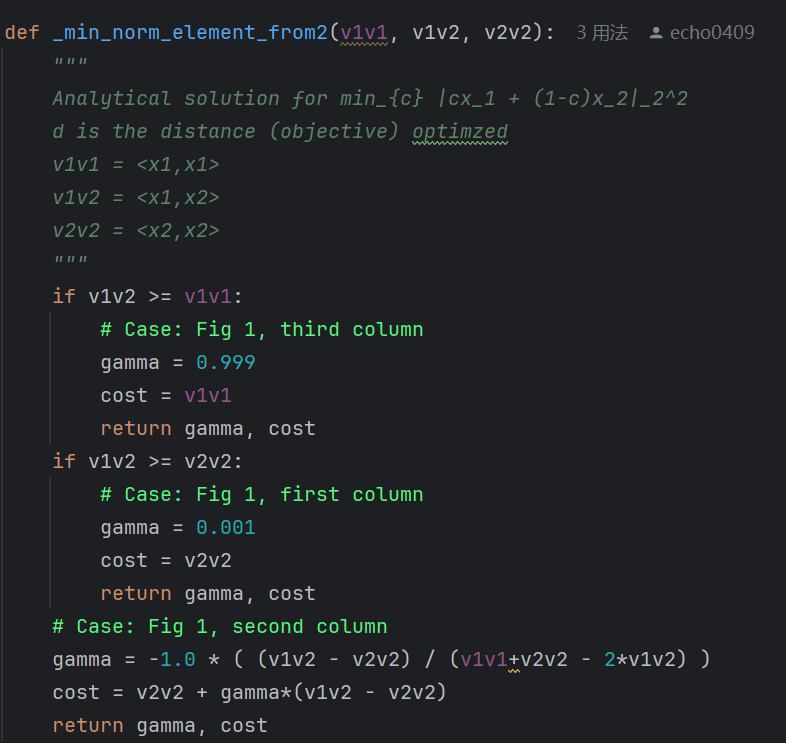 def _min_norm_element_from2(v1v1, v1v2, v2v2): 3 用法 echo0409
    """
    Analytical solution for min_{c} |cx_1 + (1-c)x_2|_2^2
    d is the distance (objective) optimzed
    v1v1 = <x1,x1>
    v1v2 = <x1,x2>
    v2v2 = <x2,x2>
    """
    if v1v2 >= v1v1:
        # Case: Fig 1, third column
        gamma = 0.999
        cost = v1v1
        return gamma, cost
    if v1v2 >= v2v2:
        # Case: Fig 1, first column
        gamma = 0.001
        cost = v2v2
        return gamma, cost
    # Case: Fig 1, second column
    gamma = -1.0 * ( (v1v2 - v2v2) / (v1v1+v2v2 - 2*v1v2) )
    cost = v2v2 + gamma*(v1v2 - v2v2)
    return gamma, cost